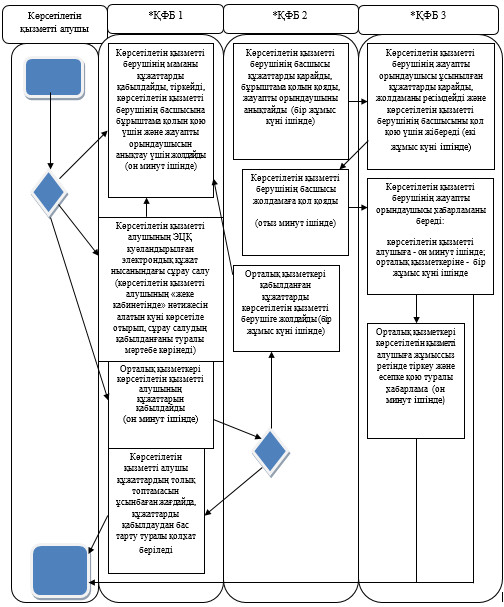 Көрсетілетін
қызметті алушы
*ҚФБ 1
*ҚФБ 2
*ҚФБ 3
Көрсетілетін қызметті
берушінің маманы
құжаттарды
қабылдайды, тіркейді,
көрсетілетін қызметті
берушінің басшысына
бұрыштама қолын қою
үшін және жауапты
орындаушысын
анықтау үшін жолдайды
(он минут ішінде)
Көрсетілетін қызметті
алушының ЭЦҚ
куәландырылған
электрондық құжат
нысанындағы сұрау салу
(көрсетілетін қызметті
алушының «жеке
кабинетінде» нәтижесін
алатын күні көрсетіле
отырып, сұрау салудың
қабылданғаны туралы
мәртебе көрінеді)
Орталық қызметкері
көрсетілетін қызметті
алушының
құжаттарын
қабылдайды
(он минут ішінде)
Көрсетілетін
қызметті алушы
құжаттардың толық
топтамасын
ұсынбаған жағдайда,
құжаттарды
қабылдаудан бас
тарту туралы қолхат
беріледі
Көрсетілетін қызметті
берушінің басшысы
құжаттарды қарайды,
бұрыштама қолын қояды,
жауапты орындаушыны
анықтайды (бір жұмыс
күні ішінде)
Көрсетілетін қызметті
берушінің басшысы
жолдамаға қол қояды
(отыз минут ішінде)
Орталық қызметкері
қабылданған
құжаттарды
көрсетілетін қызметті
берушіге жолдайды (бір
жұмыс күні ішінде)
Көрсетілетін қызметті
берушінің жауапты
орындаушысы ұсынылған
құжаттарды қарайды,
жолдаманы ресімдейді және
көрсетілетін қызметті
берушінің басшысыны қол
қою үшін жібереді (екі
жұмыс күні ішінде)
Көрсетілетін қызметті
берушінің жауапты
орындаушысы хабарламаны
береді:
көрсетілетін қызметті
алушыға - он минут ішінде;
орталық қызметкеріне - бір
жұмыс күні ішінде
Орталық қызметкері
көрсетілетін қызметті
алушыға жұмыссыз
ретінде тіркеу және
есепке қою туралы
хабарлама (он
минут ішінде)